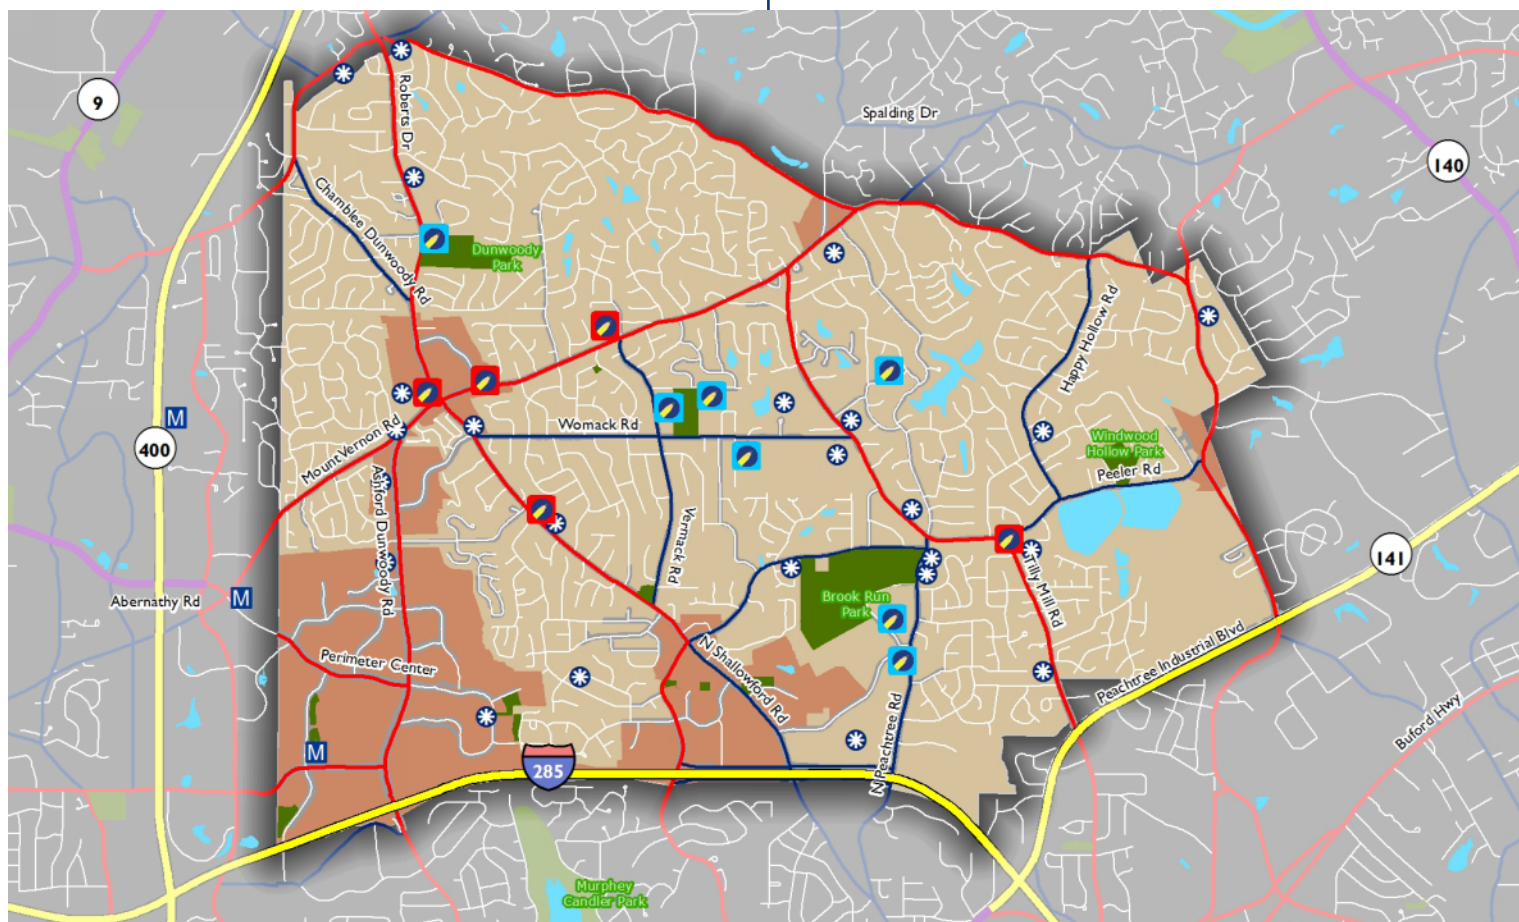 9
Roberts Dr
Spalding Dr
140
Chamblee Dunwoody Rd
Dunwoody
Park
Happy Hollow Rd
M
400
Mount Vernon Rd
Womack Rd
Windwood
Hollow Park
Peeler Rd
Ashford Dunwoody Rd
Vermack Rd
141
Abernathy Rd
M
Tilly Mill Rd
Brook Run
Park
Perimeter Center
N Shallowford Rd
Peachtree Industrial Blvd
N Peachtree Rd
Buford Hwy
M
285
Murphey
Candler Park